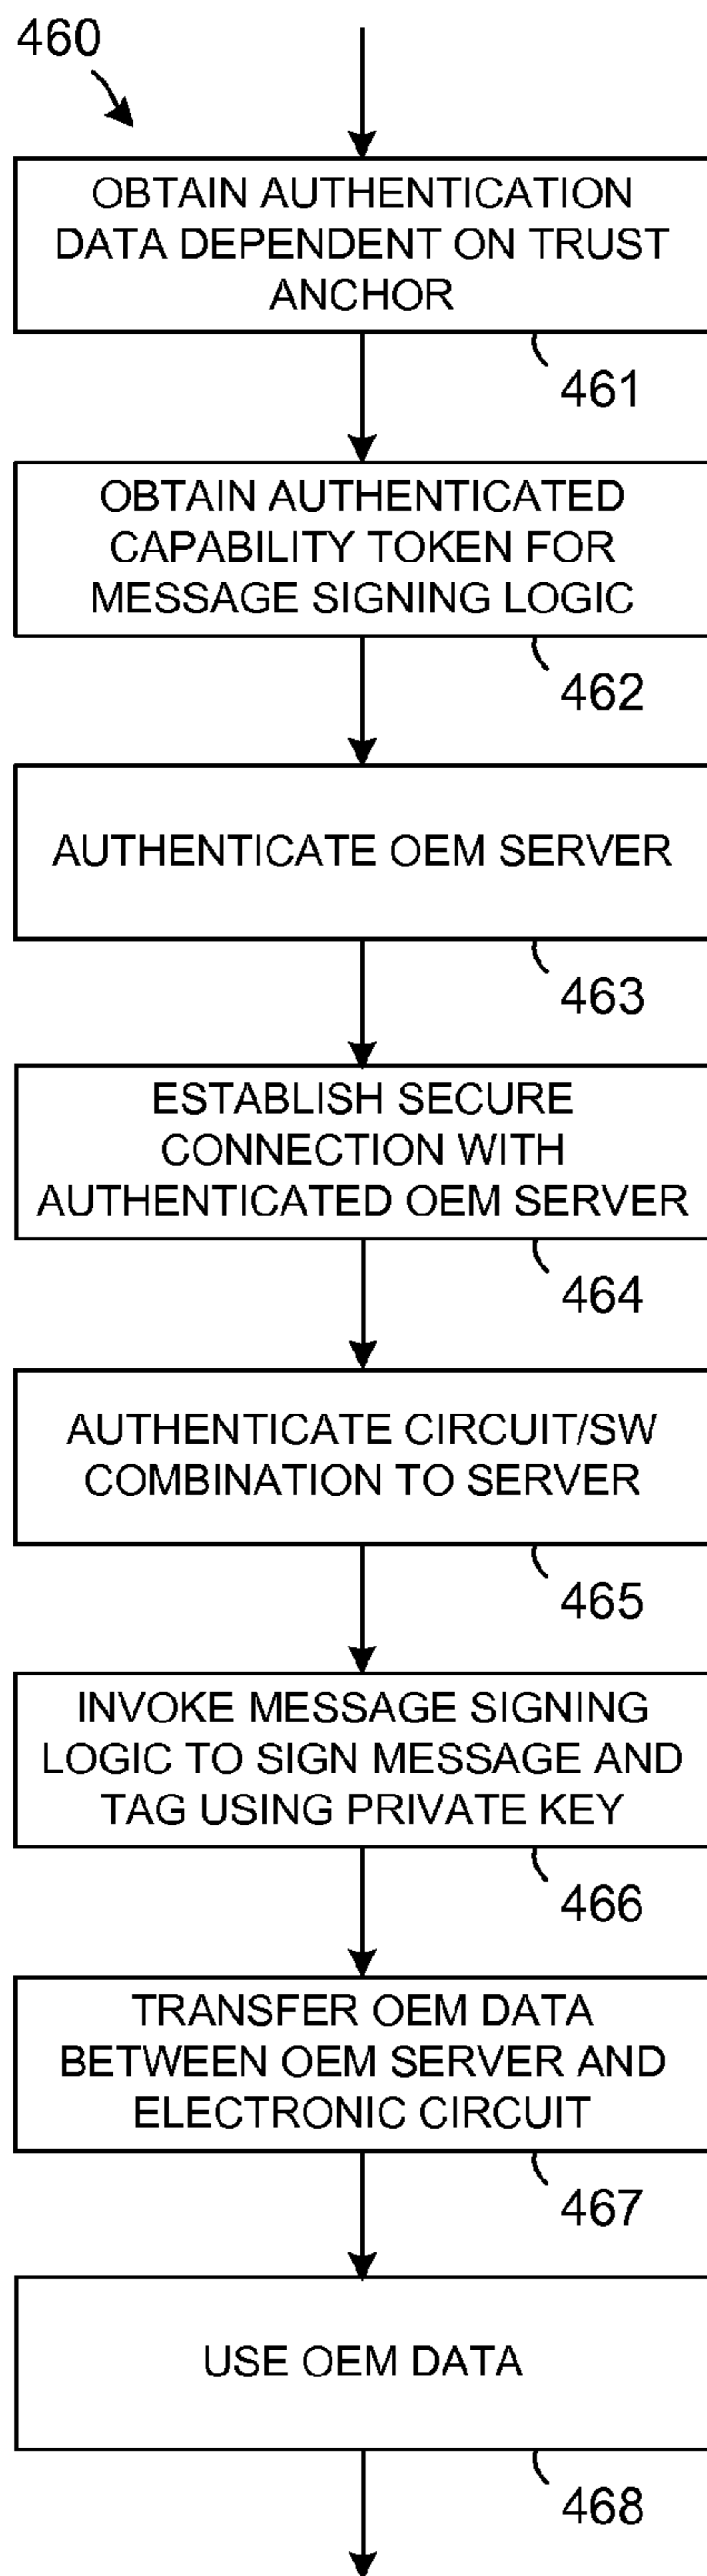 460
OBTAIN AUTHENTICATION
DATA DEPENDENT ON TRUST
ANCHOR
461
OBTAIN AUTHENTICATED
CAPABILITY TOKEN FOR
MESSAGE SIGNING LOGIC
462
AUTHENTICATE OEM SERVER
463
ESTABLISH SECURE
CONNECTION WITH
AUTHENTICATED OEM SERVER
464
AUTHENTICATE CIRCUIT/SW
COMBINATION TO SERVER
465
INVOKE MESSAGE SIGNING
LOGIC TO SIGN MESSAGE AND
TAG USING PRIVATE KEY
466
TRANSFER OEM DATA
BETWEEN OEM SERVER AND
ELECTRONIC CIRCUIT
467
USE OEM DATA
468